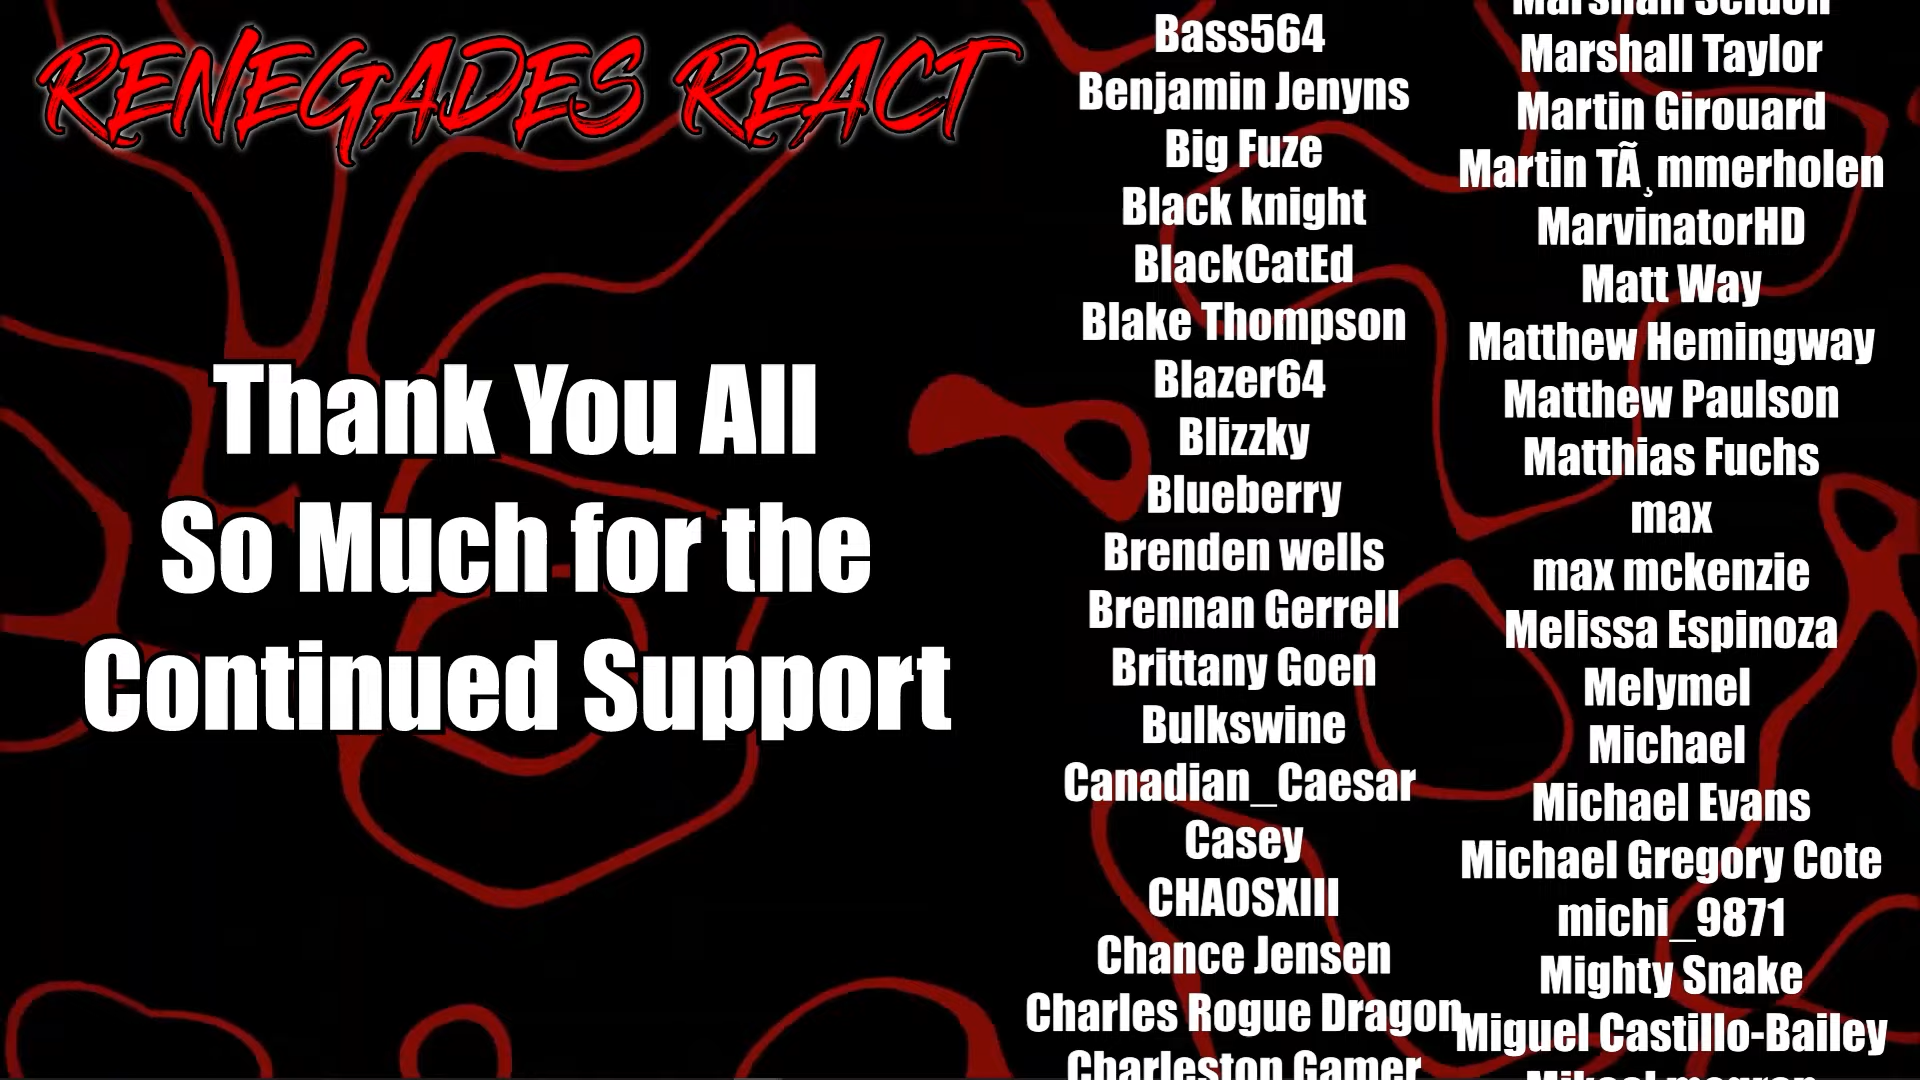 RENEGADES REACT
Thank You All
So Much for the
Continued Support
Bass564
Benjamin Jenyns
Big Fuze
Black knight
BlackCatEd
Blake Thompson
Blazer64
Blizzky
Blueberry
Brenden wells
Brennan Gerrell
Brittany Goen
Bulkswine
Canadian_Caesar
Casey
CHAOSXIII
Chance Jensen
Charles Rogue Dragon
Charleston Gamer
Marshall Taylor
Martin Girouard
Martin TÃ¸mmerholen
MarvinatorHD
Matt Way
Matthew Hemingway
Matthew Paulson
Matthias Fuchs
max
max mckenzie
Melissa Espinoza
Melymel
Michael
Michael Evans
Michael Gregory Cote
michi_9871
Mighty Snake
Miguel Castillo-Bailey